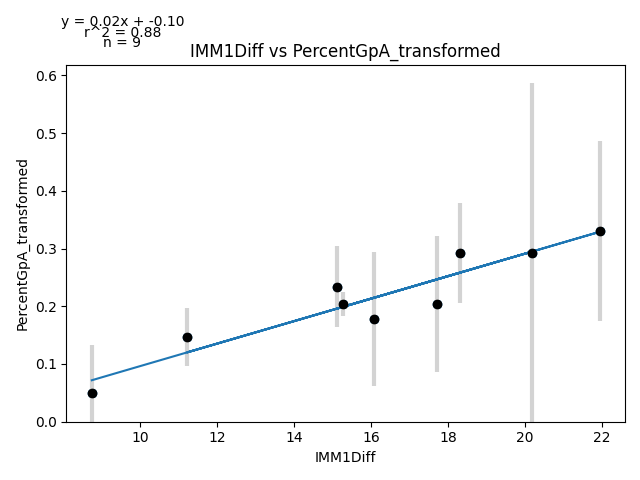 y = 0.02x + -0.10
r^2 = 0.88
n = 9
IMM1Diff vs PercentGpA_transformed
PercentGpA_transformed
0.6
0.5
0.4
0.3
0.2
0.1
0.0
10 12 14 16 18 20 22
IMM1Diff